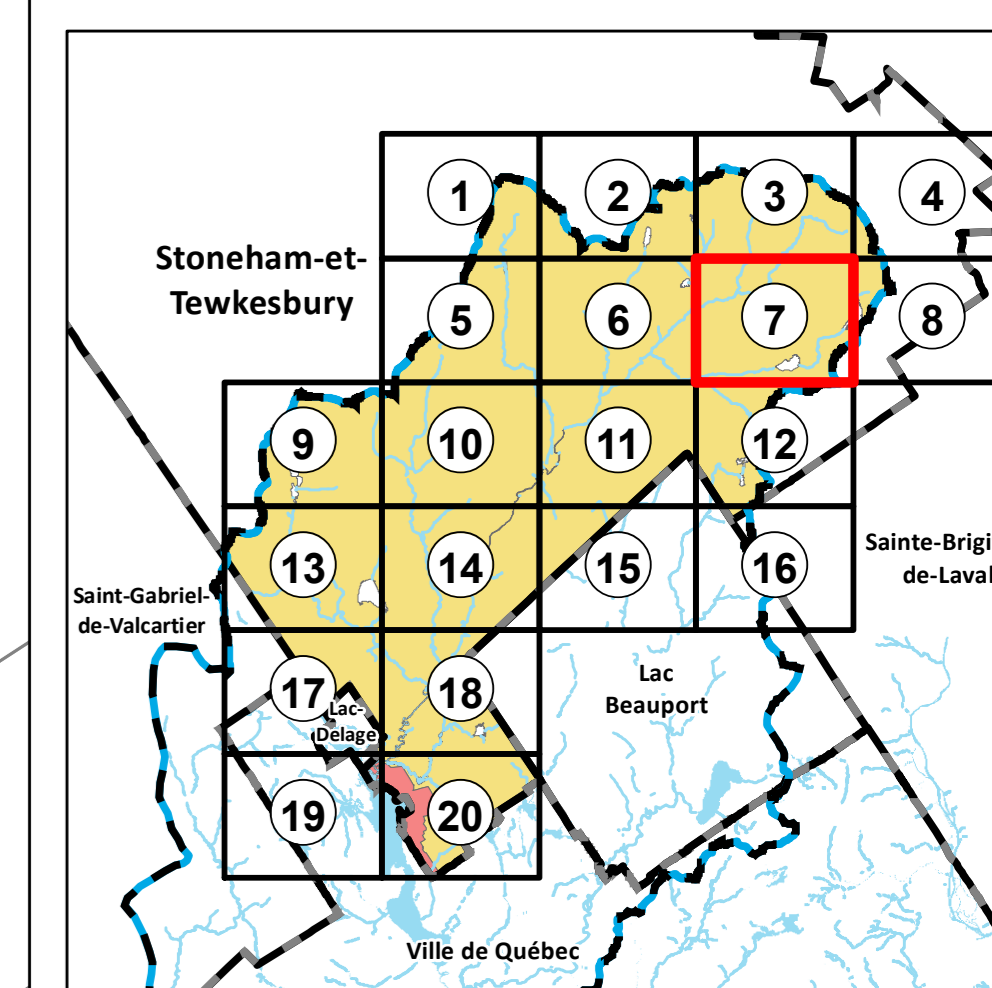 1
2
3
4
Stoneham-et-
Tewkesbury
5
6
7
8
9
10
11
12
13
14
15
16
Sainte-Brigi
de-Laval
Saint-Gabriel-
de-Valcartier
17
Lac-
Delage
18
Lac
Beauport
19
20
Ville de Québec